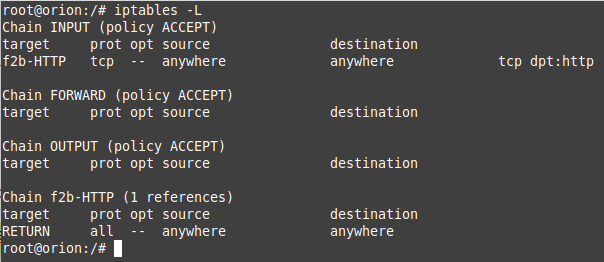 root@orion:/# iptables -L
Chain INPUT (policy ACCEPT)
target     prot opt source               destination
f2b-HTTP   tcp  --  anywhere             anywhere             tcp dpt:http

Chain FORWARD (policy ACCEPT)
target     prot opt source               destination

Chain OUTPUT (policy ACCEPT)
target     prot opt source               destination

Chain f2b-HTTP (1 references)
target     prot opt source               destination
RETURN     all  --  anywhere             anywhere
root@orion:/#